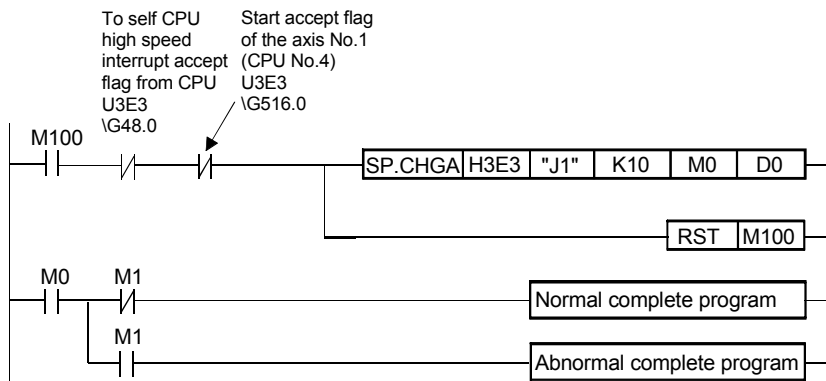 To self CPU
high speed
interrupt accept
flag from CPU
U3E3
\G48.0
Start accept flag
of the axis No.1
(CPU No.4)
U3E3
\G516.0
M100
SP.CHGA H3E3 "J1" K10 M0 D0
RST M100
M0 M1
Normal complete program
M1
Abnormal complete program